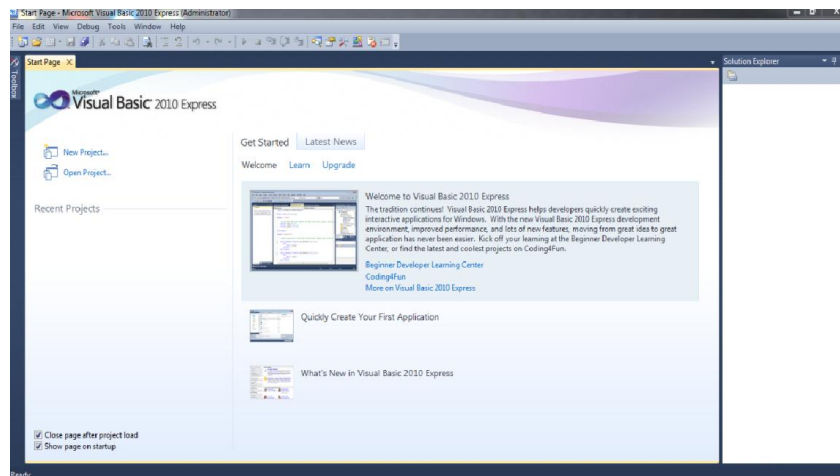 Start Page - Microsoft Visual Basic 2010 Express (Administrator)
File Edit View Debug Tools Window Help
Start Page X
Solution Explorer
Toolbox
Microsoft
Visual Basic 2010 Express
New Project...
Open Project...
Recent Projects
Get Started Latest News
Welcome Learn Upgrade
Welcome to Visual Basic 2010 Express
The tradition continues! Visual Basic 2010 Express helps developers quickly create exciting
interactive applications for Windows. With the new Visual Basic 2010 Express development
environment, improved performance, and lots of new features, moving from great idea to great
application has never been easier. Kick off your learning at the Beginner Developer Learning
Center, or find the latest and coolest projects on Coding4Fun.
Beginner Developer Learning Center
Coding4Fun
More on Visual Basic 2010 Express
Quickly Create Your First Application
What's New in Visual Basic 2010 Express
Close page after project load
Show page on startup
Ready